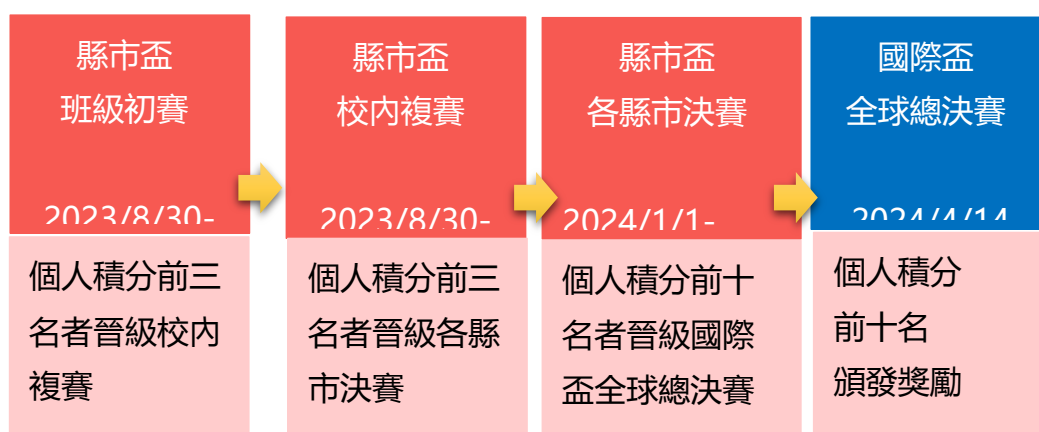 縣市盃
班級初賽
2023/8/30-
個人積分前三
名者晉級校內
複賽
縣市盃
校內複賽
2023/8/30-
個人積分前三
名者晉級各縣
市決賽
縣市盃
各縣市決賽
2024/1/1-
個人積分前十
名者晉級國際
盃全球總決賽
國際盃
全球總決賽
2024/4/14
個人積分
前十名
頒發獎勵